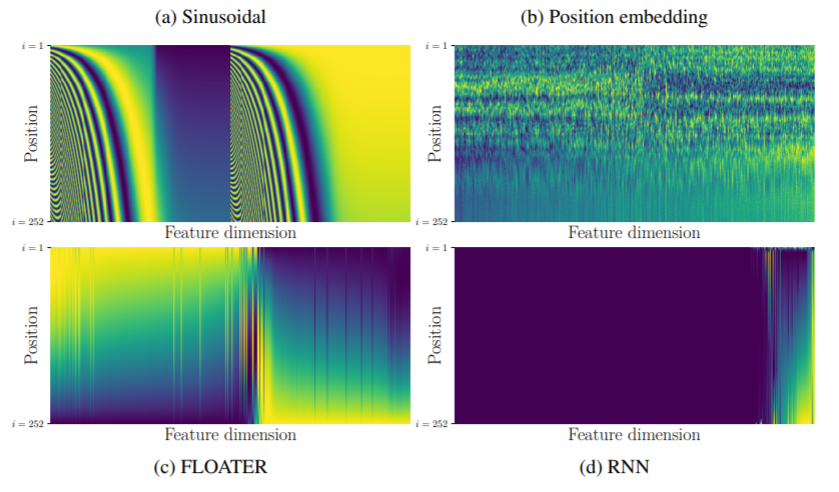 (a) Sinusoidal
(b) Position embedding
i = 1
Position
i = 252
Feature dimension
i = 1
Position
i = 252
Feature dimension
i = 1
Position
i = 252
Feature dimension
i = 1
Position
i = 252
Feature dimension
(c) FLOATER
(d) RNN